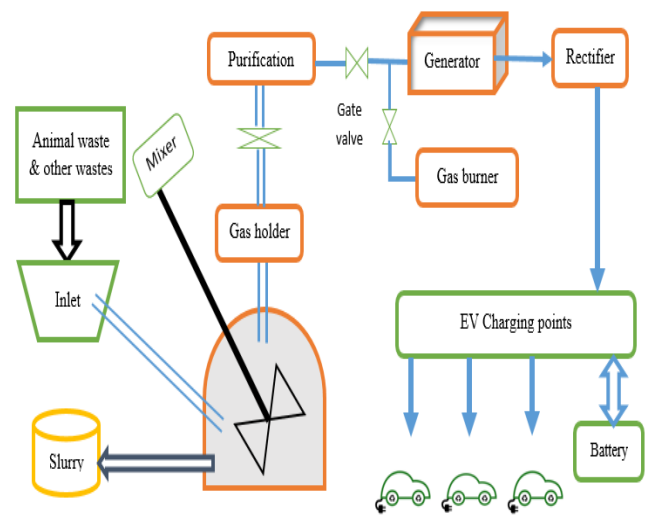 Purification
Generator
Rectifier
Gate
valve
Animal waste
& other wastes
Mixer
Gas burner
Gas holder
Inlet
EV Charging points
Slurry
Battery